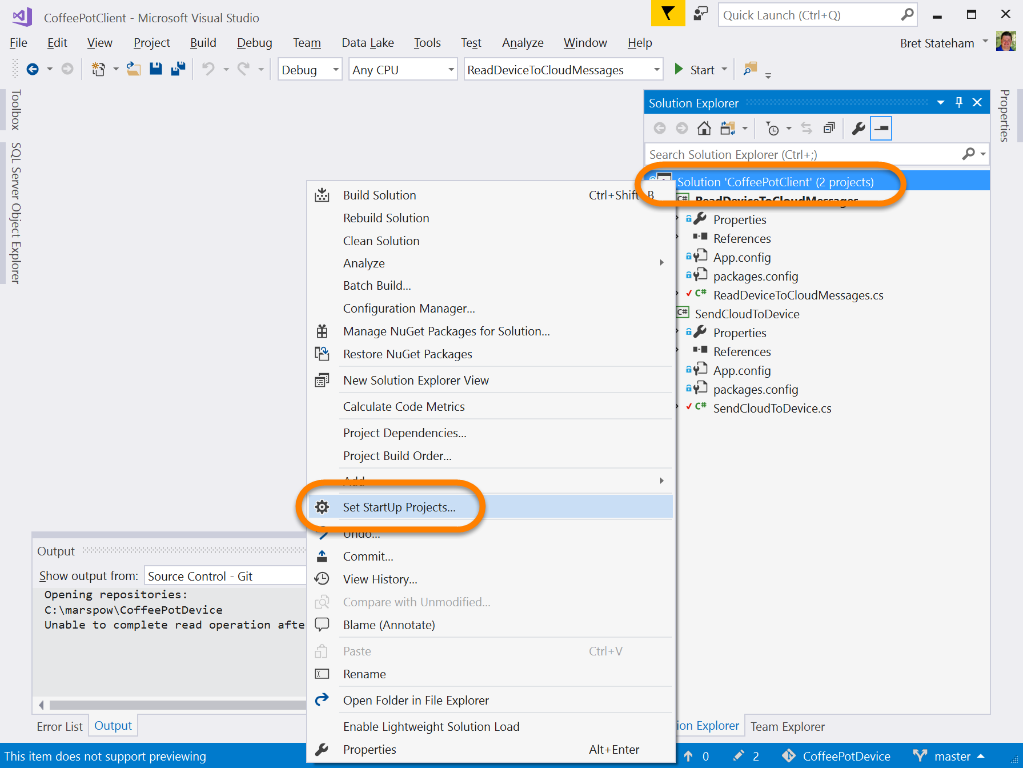 CoffeePotClient - Microsoft Visual Studio
Quick Launch (Ctrl+Q)
File Edit View Project Build Debug Team Data Lake Tools Test Analyze Window Help
Bret Stateham
Debug Any CPU ReadDeviceToCloudMessages Start
Toolbox
SQL Server Object Explorer
Solution Explorer
Properties
Search Solution Explorer (Ctrl+;)
Solution 'CoffeePotClient' (2 projects)
ReadDeviceToCloudMessages
Properties
References
App.config
packages.config
ReadDeviceToCloudMessages.cs
SendCloudToDevice
Properties
References
App.config
packages.config
SendCloudToDevice.cs
Build Solution Ctrl+Shift B
Rebuild Solution
Clean Solution
Analyze
Batch Build...
Configuration Manager...
Manage NuGet Packages for Solution...
Restore NuGet Packages
New Solution Explorer View
Calculate Code Metrics
Project Dependencies...
Project Build Order...
Add
Set StartUp Projects...
Undo...
Commit...
View History...
Compare with Unmodified...
Blame (Annotate)
Paste Ctrl+V
Rename
Open Folder in File Explorer
Enable Lightweight Solution Load
Properties Alt+Enter
Output
Show output from: Source Control - Git
Opening repositories:
C:\marspow\CoffeePotDevice
Unable to complete read operation afte
Error List Output
ion Explorer Team Explorer
This item does not support previewing
0 2 CoffeePotDevice master